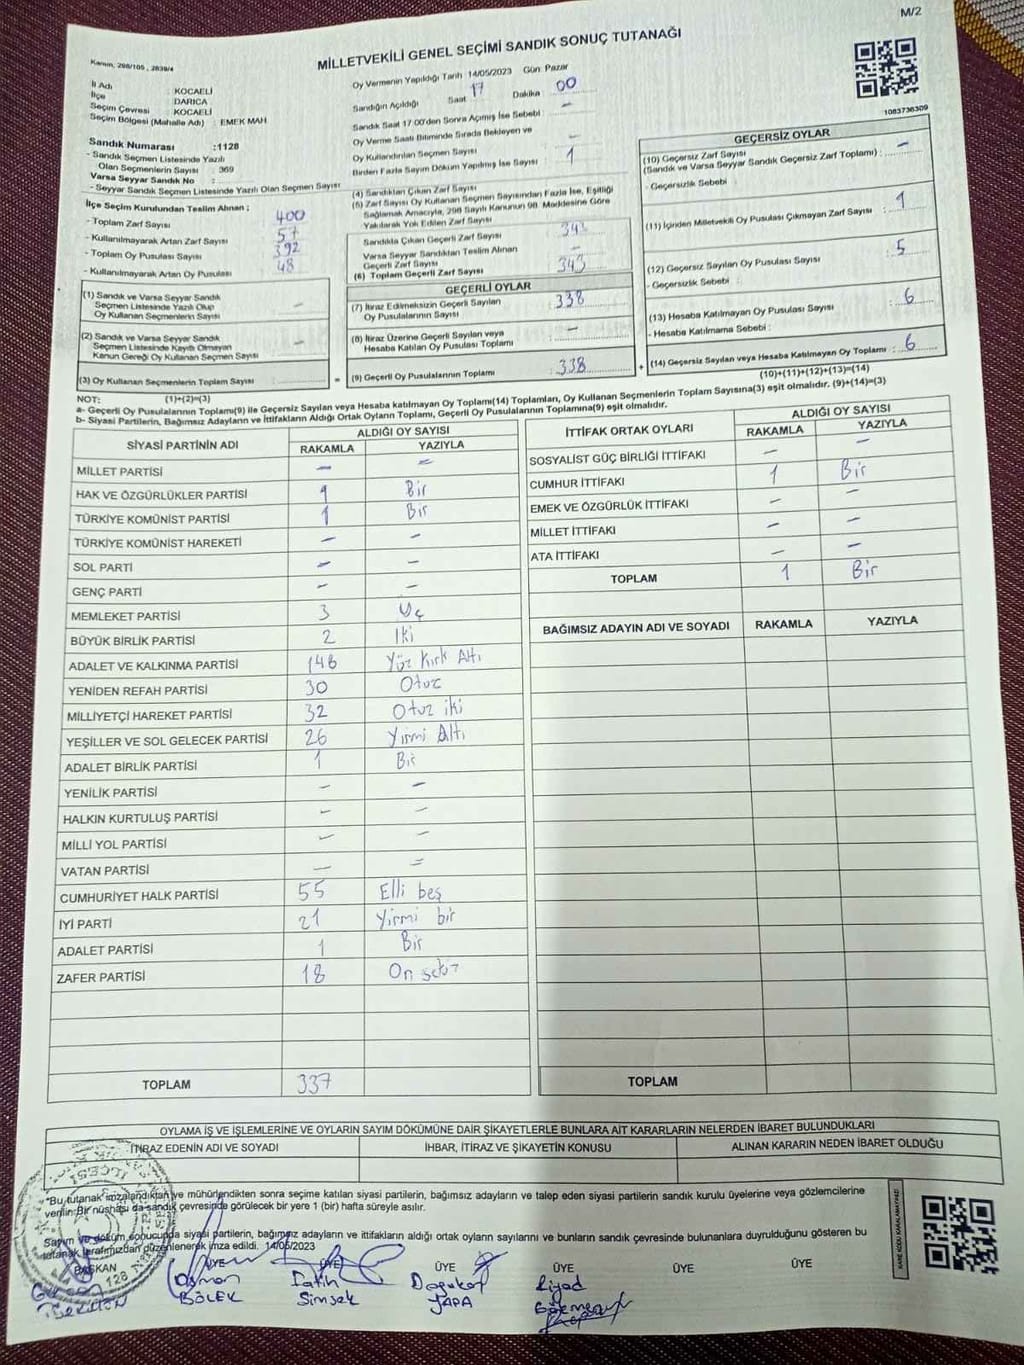 M/2
MİLLETVEKİLİ GENEL SEÇİMİ SANDIK SONUÇ TUTANAĞI
Kanun, 298/105 , 2839/4
1083736309
İl Adı : KOCAELİ
İlçe : DARICA
Seçim Çevresi : KOCAELİ
Seçim Bölgesi (Mahalle Adı) : EMEK MAH
Sandık Numarası :1128
- Sandık Seçmen Listesinde Yazılı
Olan Seçmenlerin Sayısı : 369
Varsa Seyyar Sandık No :
- Seyyar Sandık Seçmen Listesinde Yazılı Olan Seçmen Sayısı
İlçe Seçim Kurulundan Teslim Alınan ;
- Toplam Zarf Sayısı 400
- Kullanılmayarak Artan Zarf Sayısı 57
- Toplam Oy Pusulası Sayısı 392
- Kullanılmayarak Artan Oy Pusulası 48
(1) Sandık ve Varsa Seyyar Sandık
Seçmen Listesinde Yazılı Olup
Oy Kullanan Seçmenlerin Sayısı : –
(2) Sandık ve Varsa Seyyar Sandık
Seçmen Listesinde Kayıtlı Olmayan
Kanun Gereği Oy Kullanan Seçmen Sayısı : –
(3) Oy Kullanan Seçmenlerin Toplam Sayısı :
(1)+(2)=(3)
Oy Vermenin Yapıldığı Tarih 14/05/2023 Gün: Pazar
Sandığın Açıldığı Saat 17 Dakika 00
Sandık Saat 17.00'den Sonra Açımış İse Sebebi : –
Oy Verme Saati Bitiminde Sırada Bekleyen ve
Oy Kullandırılan Seçmen Sayısı –
Birden Fazla Sayım Döküm Yapılmış İse Sayısı 1
(4) Sandıktan Çıkan Zarf Sayısı
(5) Zarf Sayısı Oy Kullanan Seçmen Sayısından Fazla İse, Eşitliği
Sağlamak Amacıyla, 298 Sayılı Kanunun 98. Maddesine Göre
Yakılarak Yok Edilen Zarf Sayısı
Sandıkla Çıkan Geçerli Zarf Sayısı 343
Varsa Seyyar Sandıktan Teslim Alınan
Geçerli Zarf Sayısı –
(6) Toplam Geçerli Zarf Sayısı 343
GEÇERLİ OYLAR
(7) İtiraz Edilmeksizin Geçerli Sayılan
Oy Pusulalarının Sayısı : 338
(8) İtiraz Üzerine Geçerli Sayılan veya
Hesaba Katılan Oy Pusulası Toplamı : –
= (9) Geçerli Oy Pusulalarının Toplamı : 338
GEÇERSİZ OYLAR
(10) Geçersiz Zarf Sayısı
(Sandık ve Varsa Seyyar Sandık Geçersiz Zarf Toplamı) : –
- Geçersizlik Sebebi :
(11) İçinden Milletvekili Oy Pusulası Çıkmayan Zarf Sayısı : 1
(12) Geçersiz Sayılan Oy Pusulası Sayısı : 5
- Geçersizlik Sebebi :
(13) Hesaba Katılmayan Oy Pusulası Sayısı : 6
- Hesaba Katılmama Sebebi :
+ (14) Geçersiz Sayılan veya Hesaba Katılmayan Oy Toplamı : 6
(10)+(11)+(12)+(13)=(14)
NOT:
a- Geçerli Oy Pusulalarının Toplamı(9) ile Geçersiz Sayılan veya Hesaba katılmayan Oy Toplamı(14) Toplamları, Oy Kullanan Seçmenlerin Toplam Sayısına(3) eşit olmalıdır. (9)+(14)=(3)
b- Siyasi Partilerin, Bağımsız Adayların ve İttifakların Aldığı Ortak Oyların Toplamı, Geçerli Oy Pusulalarının Toplamına(9) eşit olmalıdır.
SİYASİ PARTİNİN ADI ALDIĞI OY SAYISI
RAKAMLA YAZIYLA
MİLLET PARTİSİ – =
HAK VE ÖZGÜRLÜKLER PARTİSİ 1 Bir
TÜRKİYE KOMÜNİST PARTİSİ 1 Bir
TÜRKİYE KOMÜNİST HAREKETİ – –
SOL PARTİ – –
GENÇ PARTİ – –
MEMLEKET PARTİSİ 3 Üç
BÜYÜK BİRLİK PARTİSİ 2 İki
ADALET VE KALKINMA PARTİSİ 146 Yüz Kırk Altı
YENİDEN REFAH PARTİSİ 30 Otuz
MİLLİYETÇİ HAREKET PARTİSİ 32 Otuz iki
YEŞİLLER VE SOL GELECEK PARTİSİ 26 Yirmi Altı
ADALET BİRLİK PARTİSİ 1 Bir
YENİLİK PARTİSİ – –
HALKIN KURTULUŞ PARTİSİ – –
MİLLİ YOL PARTİSİ – –
VATAN PARTİSİ – =
CUMHURİYET HALK PARTİSİ 55 Elli beş
İYİ PARTİ 21 Yirmi bir
ADALET PARTİSİ 1 Bir
ZAFER PARTİSİ 18 On sekiz
TOPLAM 337
İTTİFAK ORTAK OYLARI ALDIĞI OY SAYISI
RAKAMLA YAZIYLA
SOSYALİST GÜÇ BİRLİĞİ İTTİFAKI – –
CUMHUR İTTİFAKI 1 Bir
EMEK VE ÖZGÜRLÜK İTTİFAKI – –
MİLLET İTTİFAKI – –
ATA İTTİFAKI – –
TOPLAM 1 Bir
BAĞIMSIZ ADAYIN ADI VE SOYADI RAKAMLA YAZIYLA
TOPLAM
OYLAMA İŞ VE İŞLEMLERİNE VE OYLARIN SAYIM DÖKÜMÜNE DAİR ŞİKAYETLERLE BUNLARA AİT KARARLARIN NELERDEN İBARET BULUNDUKLARI
İTİRAZ EDENİN ADI VE SOYADI İHBAR, İTİRAZ VE ŞİKAYETİN KONUSU ALINAN KARARIN NEDEN İBARET OLDUĞU
"Bu tutanak imzalandıktan ve mühürlendikten sonra seçime katılan siyasi partilerin, bağımsız adayların ve talep eden siyasi partilerin sandık kurulu üyelerine veya gözlemcilerine
verilir. Bir nüshası da sandık çevresinde görülecek bir yere 1 (bir) hafta süreyle asılır.
Sayım ve döküm sonucunda siyasi partilerin, bağımsız adayların ve ittifakların aldığı ortak oyların sayılarını ve bunların sandık çevresinde bulunanlara duyrulduğunu gösteren bu
tutanak tarafımızdan düzenlenerek imza edildi. 14/05/2023
BAŞKAN ÜYE ÜYE ÜYE ÜYE ÜYE ÜYE
Osman Fatih Doğukan
BÖLEK Şimşek YAPA
128
KARE KODU KARALAMAYINIZ!